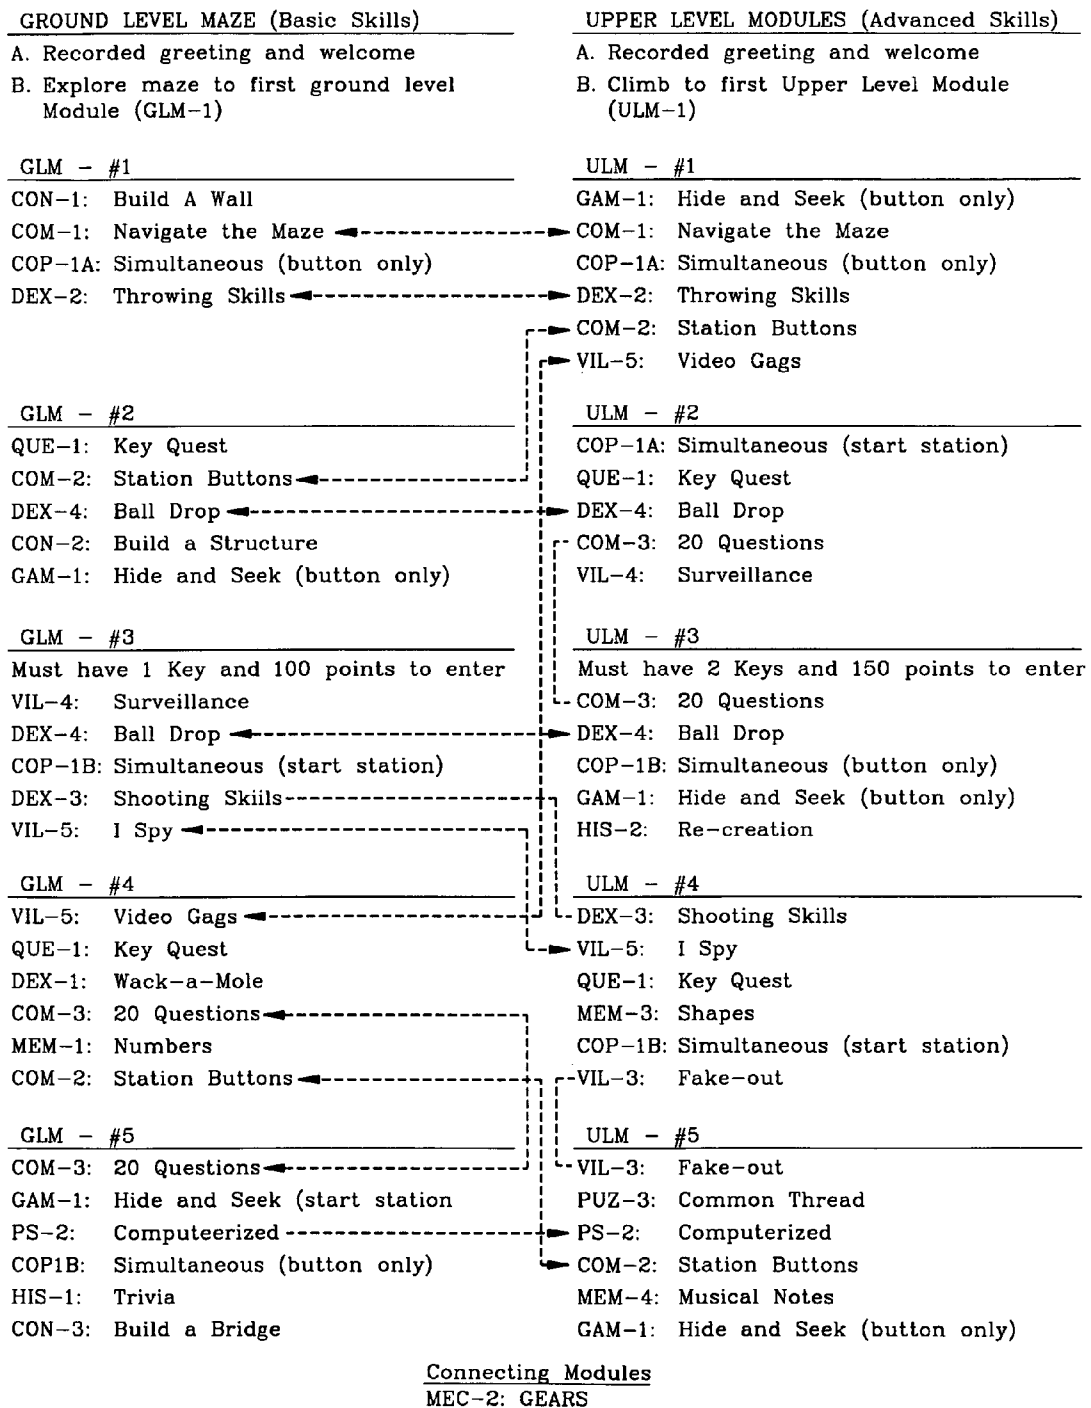 GROUND LEVEL MAZE (Basic Skills)
A. Recorded greeting and welcome
B. Explore maze to first ground level
Module (GLM-1)
GLM - #1
CON-1: Build A Wall
COM-1: Navigate the Maze
COP-1A: Simultaneous (button only)
DEX-2: Throwing Skills
GLM - #2
QUE-1: Key Quest
COM-2: Station Buttons
DEX-4: Ball Drop
CON-2: Build a Structure
GAM-1: Hide and Seek (button only)
GLM - #3
Must have 1 Key and 100 points to enter
VIL-4: Surveillance
DEX-4: Ball Drop
COP-1B: Simultaneous (start station)
DEX-3: Shooting Skiils
VIL-5: I Spy
GLM - #4
VIL-5: Video Gags
QUE-1: Key Quest
DEX-1: Wack-a-Mole
COM-3: 20 Questions
MEM-1: Numbers
COM-2: Station Buttons
GLM - #5
COM-3: 20 Questions
GAM-1: Hide and Seek (start station
PS-2: Computeerized
COP1B: Simultaneous (button only)
HIS-1: Trivia
CON-3: Build a Bridge
UPPER LEVEL MODULES (Advanced Skills)
A. Recorded greeting and welcome
B. Climb to first Upper Level Module
(ULM-1)
ULM - #1
GAM-1: Hide and Seek (button only)
COM-1: Navigate the Maze
COP-1A: Simultaneous (button only)
DEX-2: Throwing Skills
COM-2: Station Buttons
VIL-5: Video Gags
ULM - #2
COP-1A: Simultaneous (start station)
QUE-1: Key Quest
DEX-4: Ball Drop
COM-3: 20 Questions
VIL-4: Surveillance
ULM - #3
Must have 2 Keys and 150 points to enter
COM-3: 20 Questions
DEX-4: Ball Drop
COP-1B: Simultaneous (button only)
GAM-1: Hide and Seek (button only)
HIS-2: Re-creation
ULM - #4
DEX-3: Shooting Skills
VIL-5: I Spy
QUE-1: Key Quest
MEM-3: Shapes
COP-1B: Simultaneous (start station)
VIL-3: Fake-out
ULM - #5
VIL-3: Fake-out
PUZ-3: Common Thread
PS-2: Computerized
COM-2: Station Buttons
MEM-4: Musical Notes
GAM-1: Hide and Seek (button only)
Connecting Modules
MEC-2: GEARS